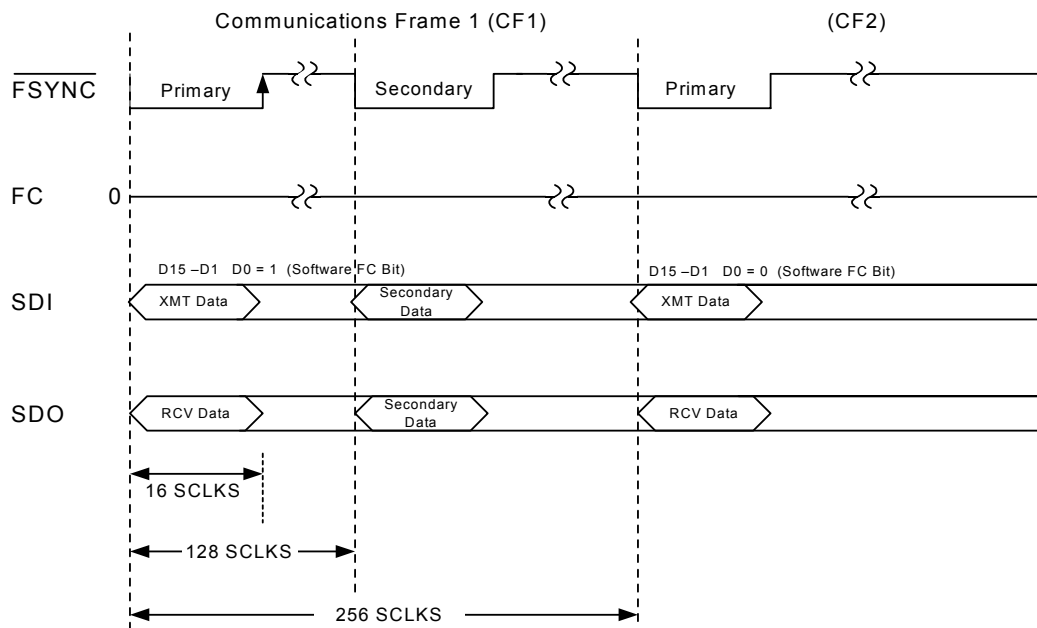 Communications Frame 1 (CF1)
(CF2)
FSYNC
Primary
Secondary
Primary
FC
0
D15 –D1 D0 = 1 (Software FC Bit)
D15 –D1 D0 = 0 (Software FC Bit)
SDI
XMT Data
Secondary
Data
XMT Data
SDO
RCV Data
Secondary
Data
RCV Data
16 SCLKS
128 SCLKS
256 SCLKS